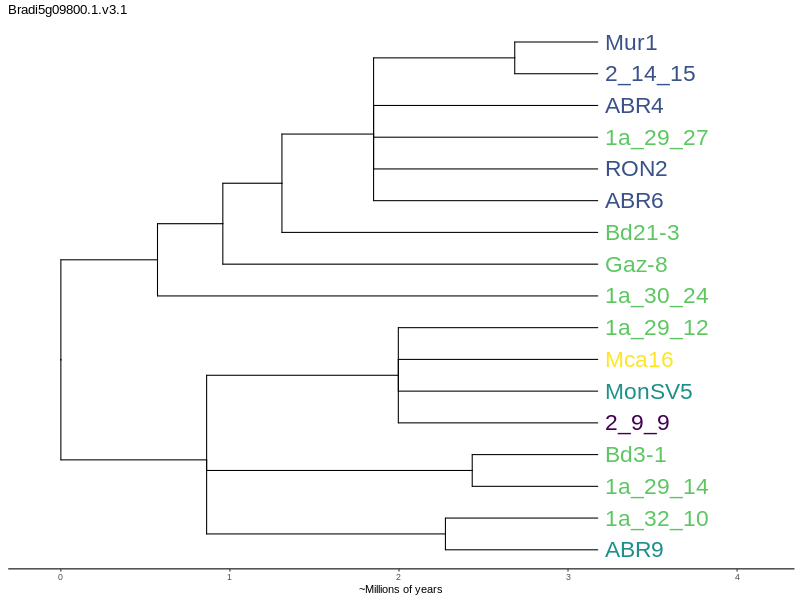 Bradi5g09800.1.v3.1
Mur1
2_14_15
ABR4
1a_29_27
RON2
ABR6
Bd21-3
Gaz-8
1a_30_24
1a_29_12
Mca16
MonSV5
2_9_9
Bd3-1
1a_29_14
1a_32_10
ABR9
0 1 2 3 4
~Millions of years